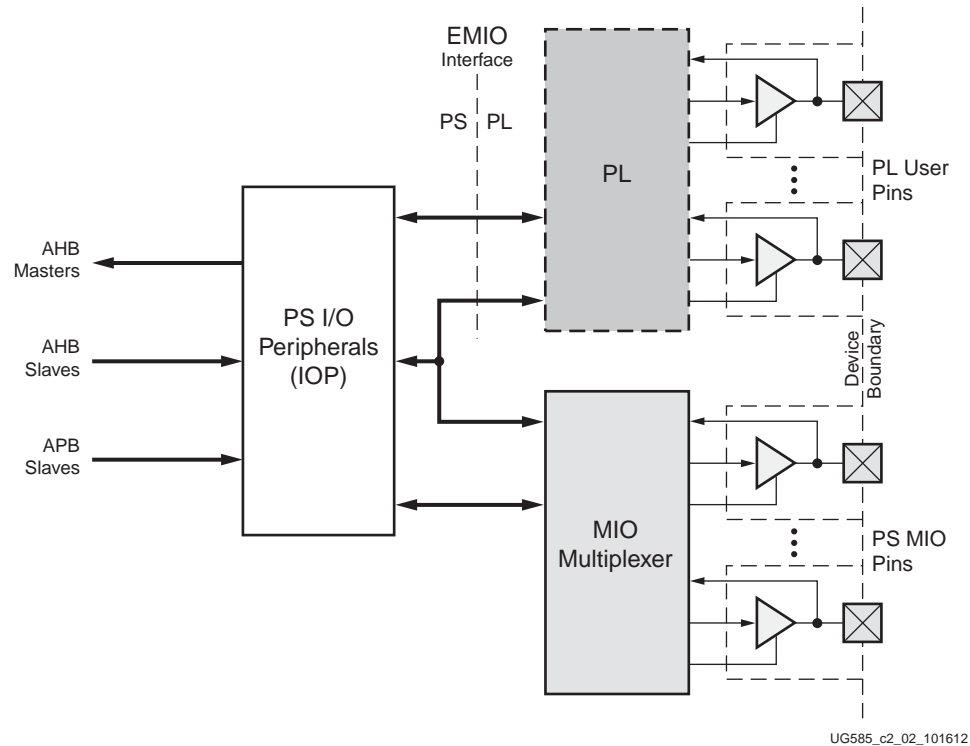 EMIO
Interface
PS PL
PL
PL User
Pins
AHB
Masters
AHB
Slaves
APB
Slaves
PS I/O
Peripherals
(IOP)
Device
Boundary
MIO
Multiplexer
PS MIO
Pins
UG585_c2_02_101612